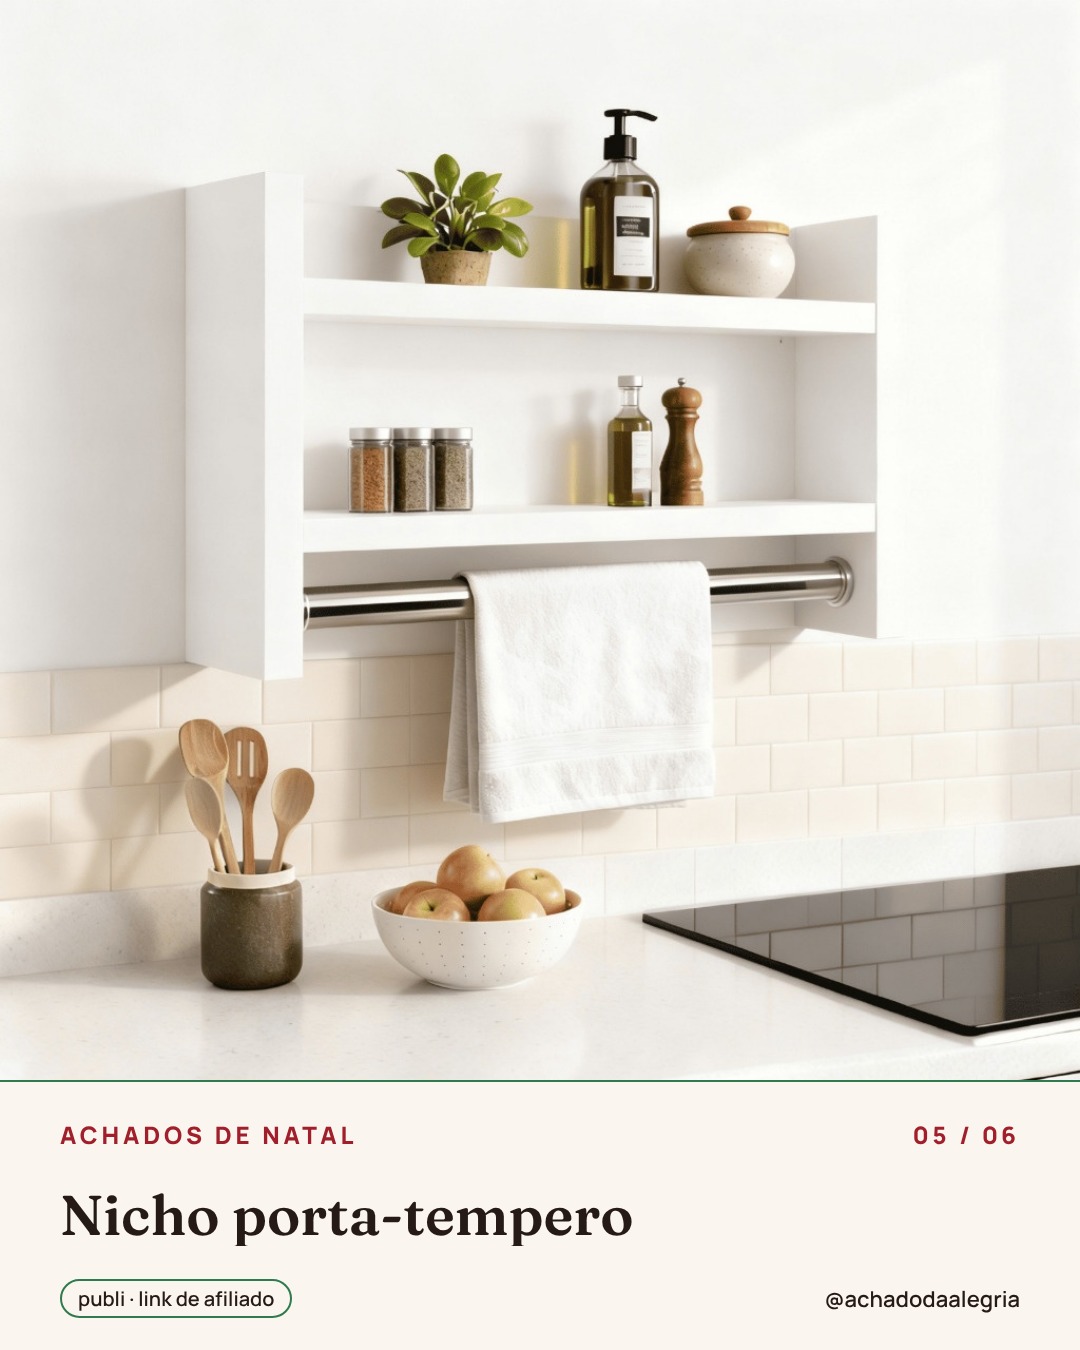 ACHADOS DE NATAL
05 / 06
Nicho porta-tempero
publi · link de afiliado
@achadodaalegria